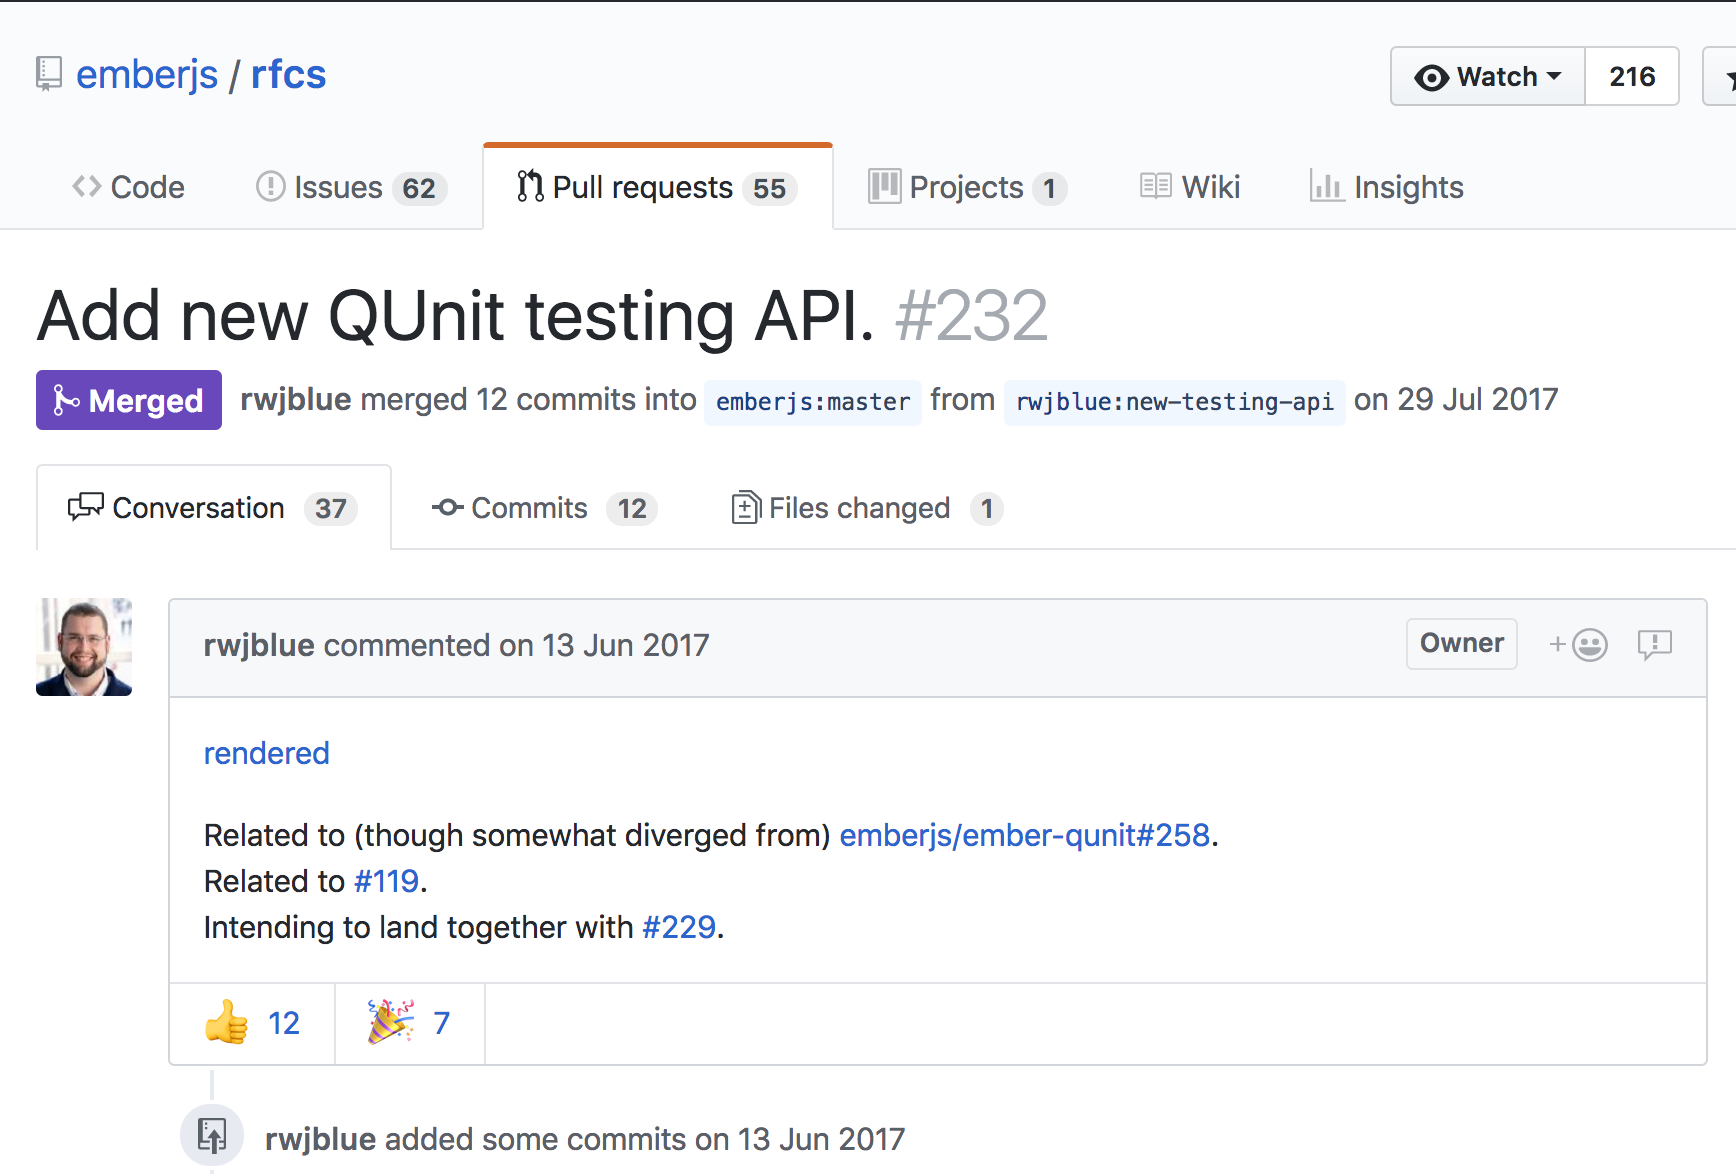 emberjs / rfcs
Watch 216
Code Issues 62 Pull requests 55 Projects 1 Wiki Insights
Add new QUnit testing API. #232
Merged rwjblue merged 12 commits into emberjs:master from rwjblue:new-testing-api on 29 Jul 2017
Conversation 37 Commits 12 Files changed 1
rwjblue commented on 13 Jun 2017 Owner +
rendered
Related to (though somewhat diverged from) emberjs/ember-qunit#258.
Related to #119.
Intending to land together with #229.
👍 12 🎉 7
rwjblue added some commits on 13 Jun 2017